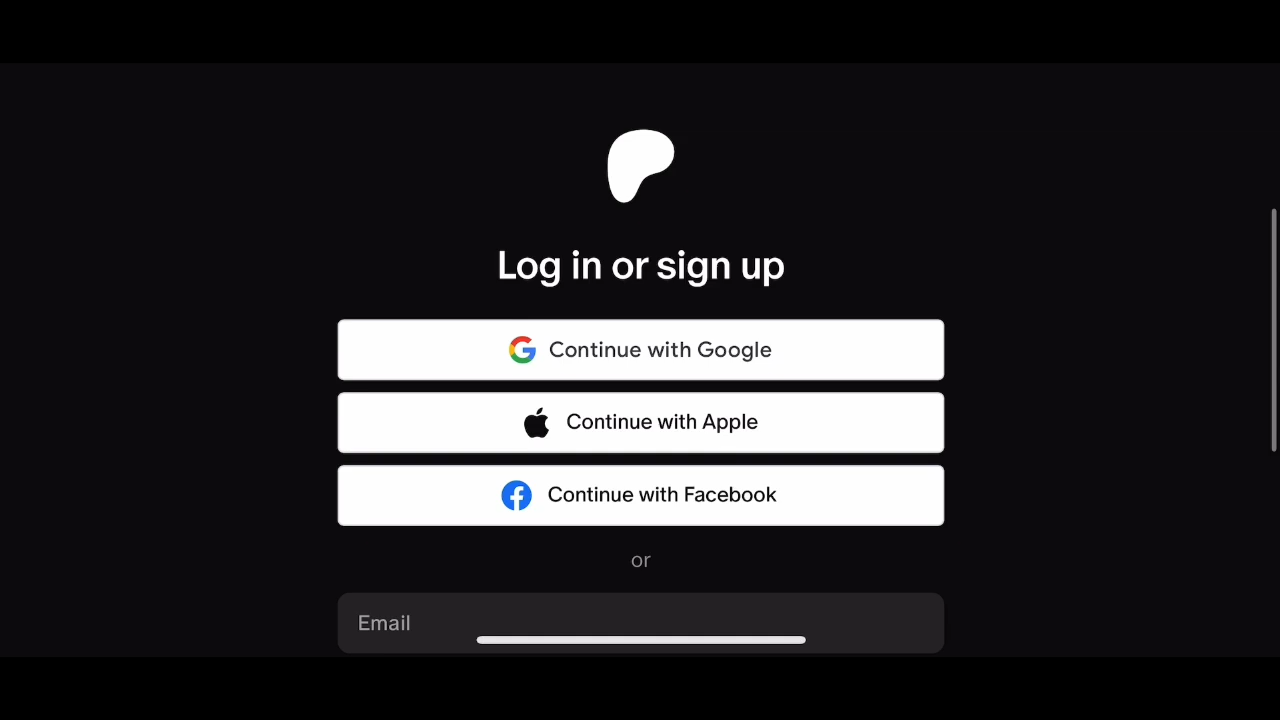 Log in or sign up
Continue with Google
Continue with Apple
Continue with Facebook
or
Email